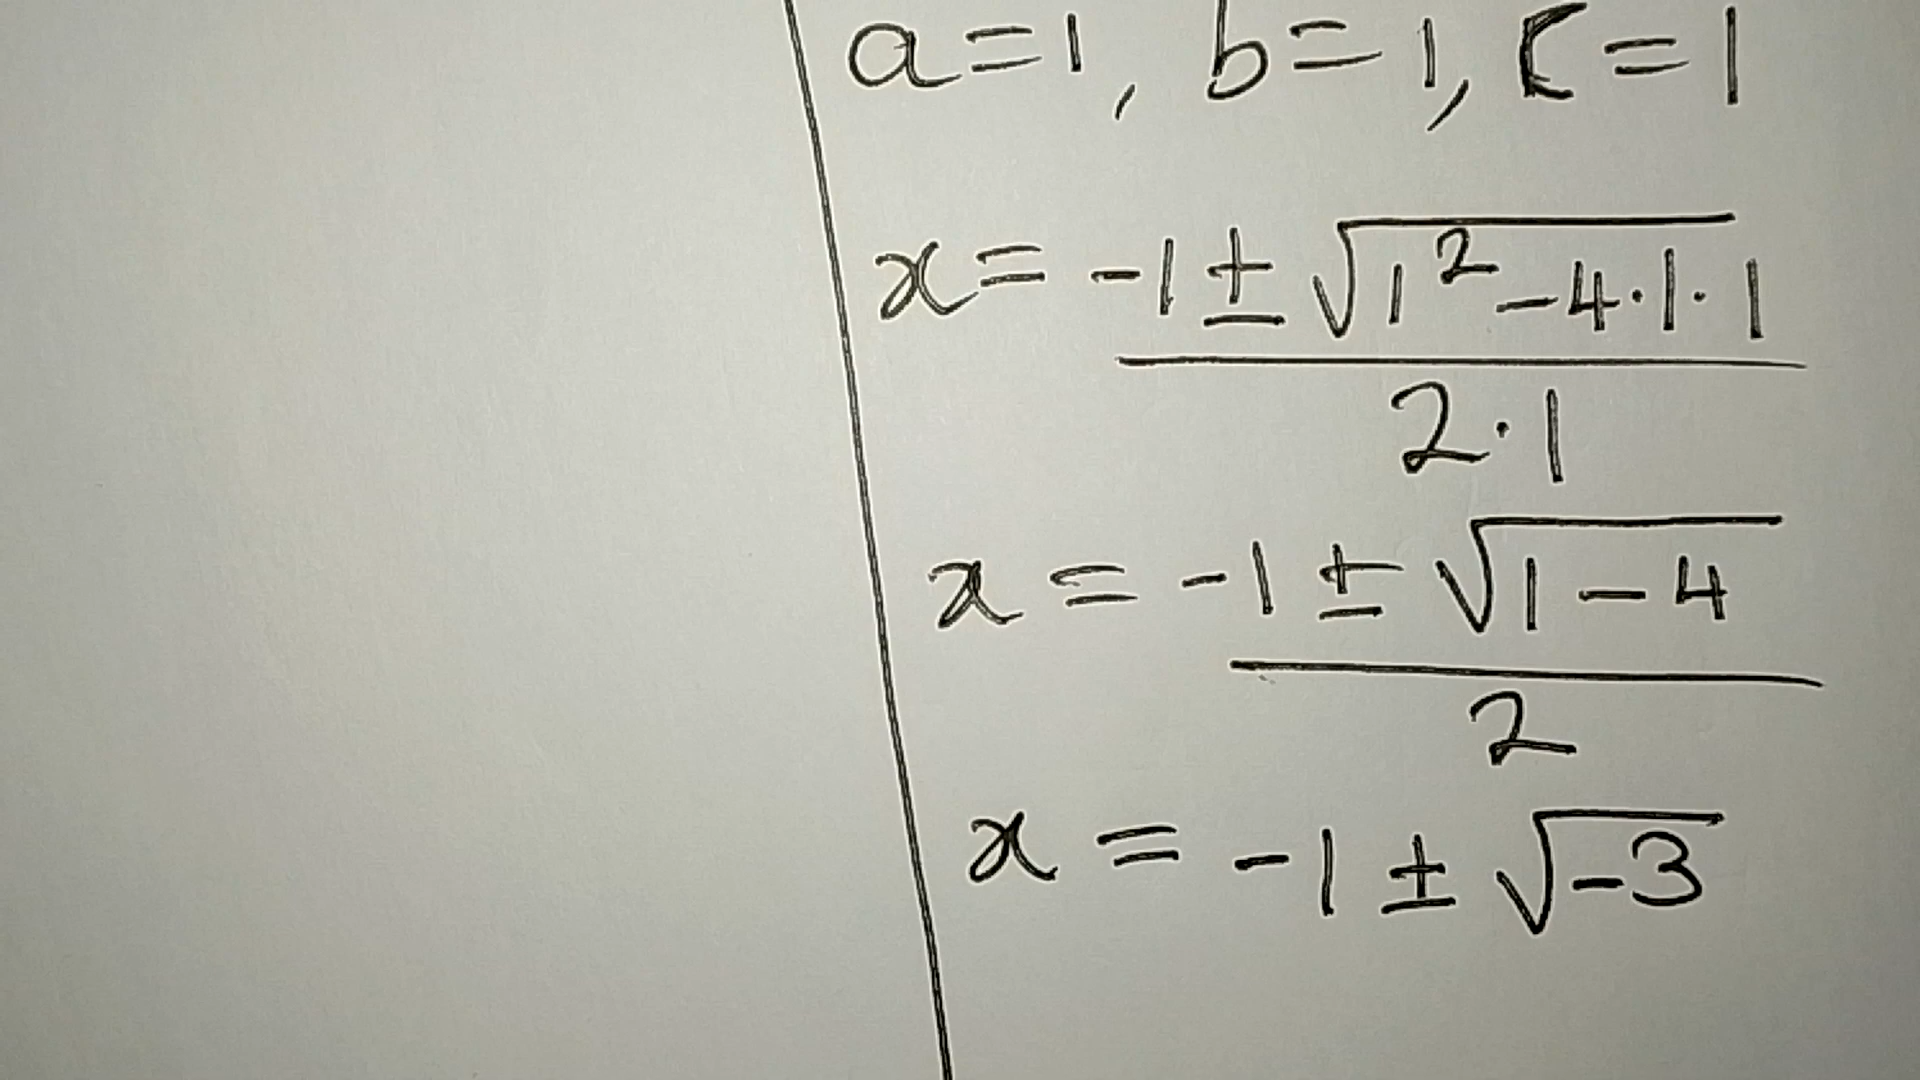 a=1, b=1, c=1
x= -1±√1²-4·1·1
2·1
x = -1±√1-4
2
x = -1±√-3